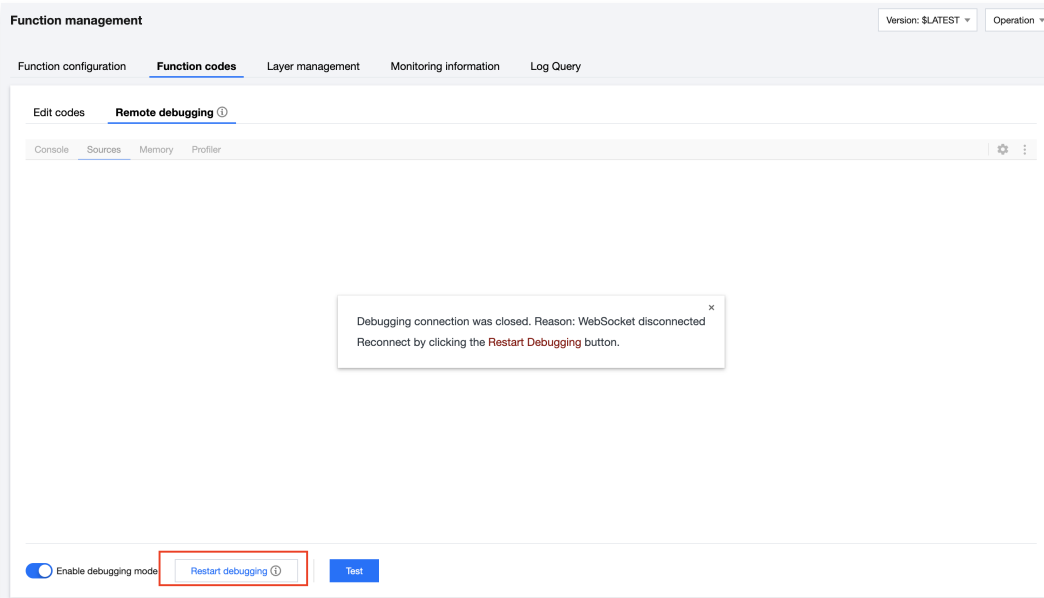 Function management
Version: $LATEST
Operation
Function configuration
Function codes
Layer management
Monitoring information
Log Query
Edit codes
Remote debugging
Console
Sources
Memory
Profiler
Debugging connection was closed. Reason: WebSocket disconnected
Reconnect by clicking the Restart Debugging button.
Enable debugging mode
Restart debugging
Test